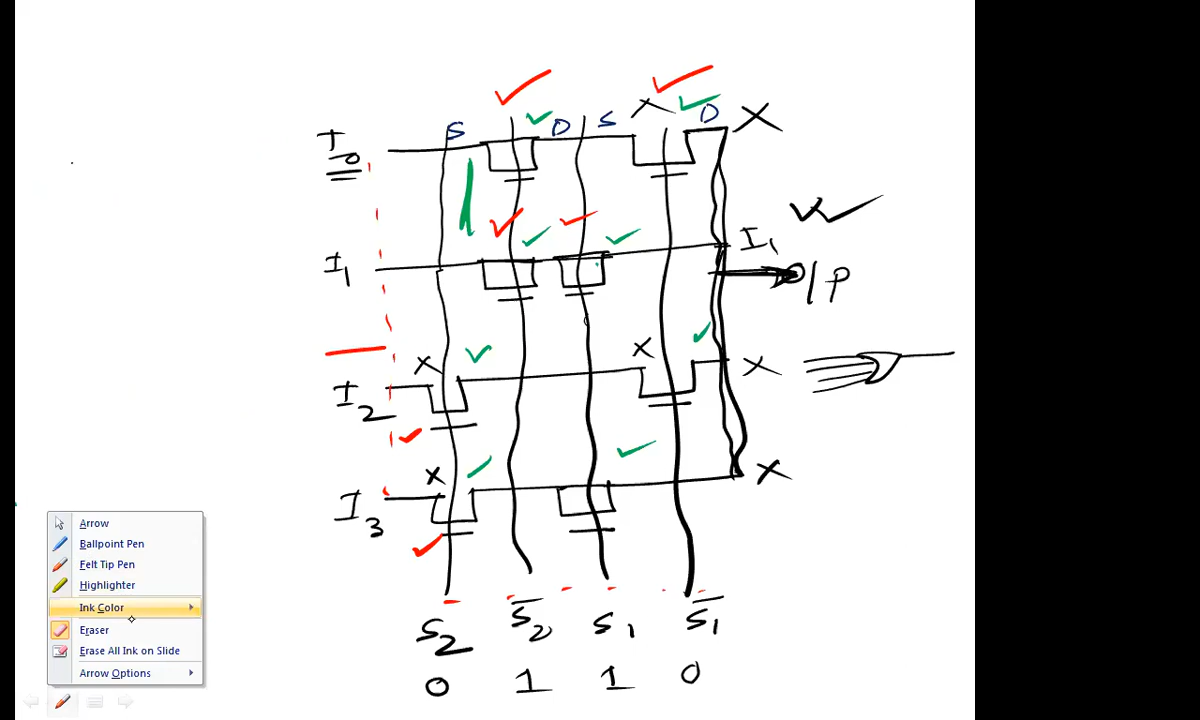 S D S X D X
I0
I1 I1
O/P
X X X
I2
X X
I3
S2 S̅2̅ S1 S̅1̅
0 1 1 0
Arrow
Ballpoint Pen
Felt Tip Pen
Highlighter
Ink Color
Eraser
Erase All Ink on Slide
Arrow Options